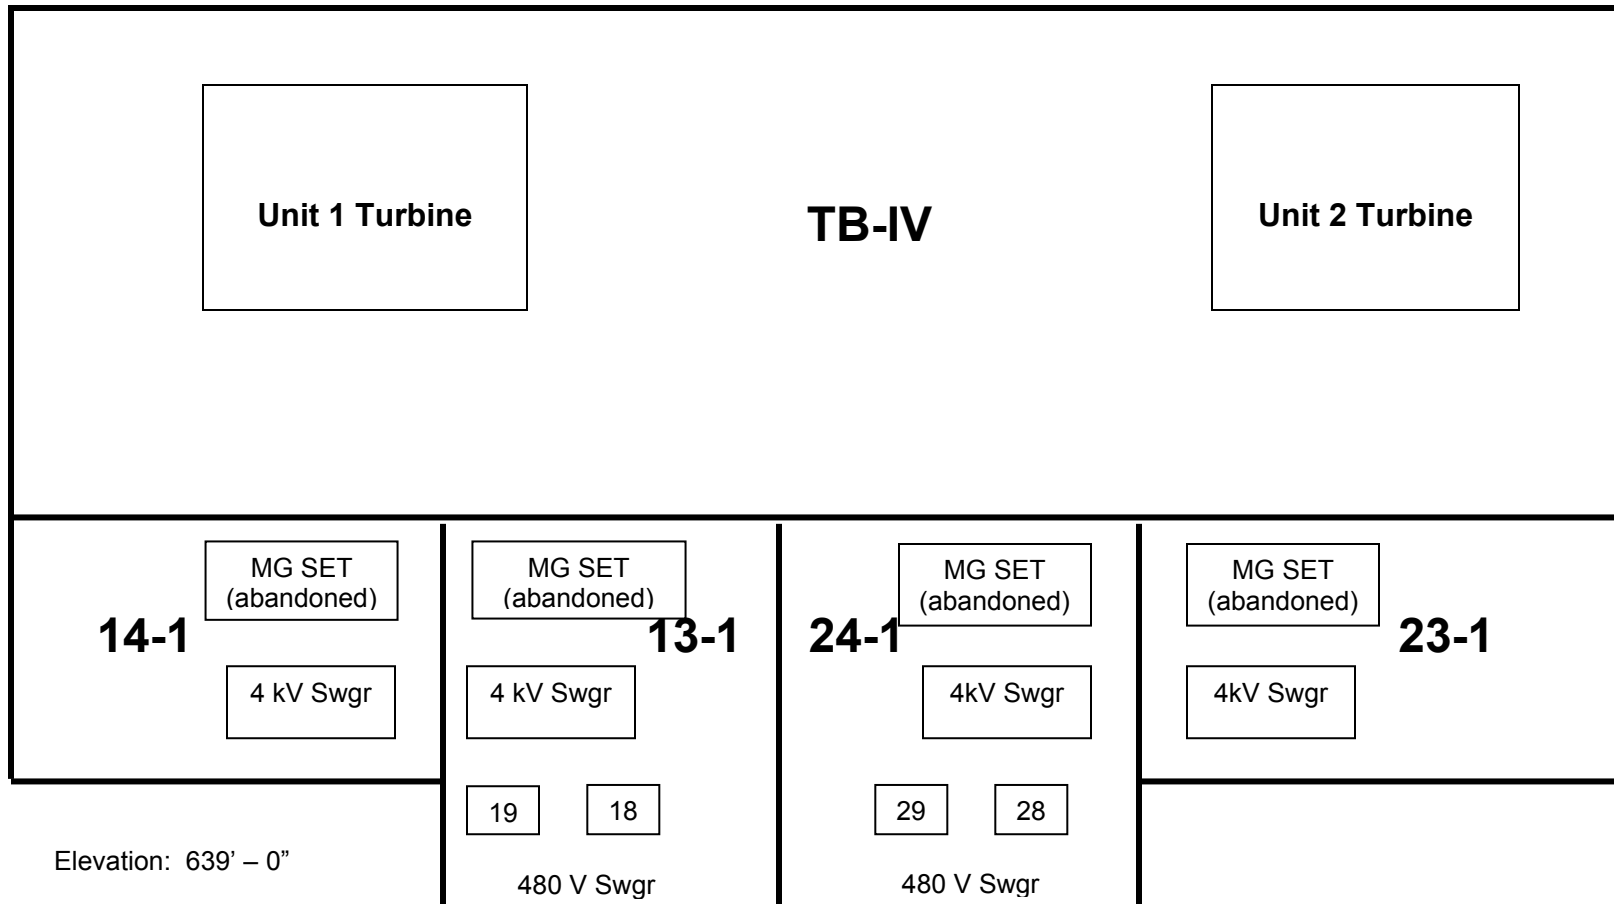 Unit 1 Turbine
TB-IV
Unit 2 Turbine
14-1
MG SET
(abandoned)
4 kV Swgr
MG SET
(abandoned)
13-1
4 kV Swgr
19
18
480 V Swgr
24-1
MG SET
(abandoned)
4kV Swgr
29
28
480 V Swgr
MG SET
(abandoned)
23-1
4kV Swgr
Elevation:  639’ – 0”